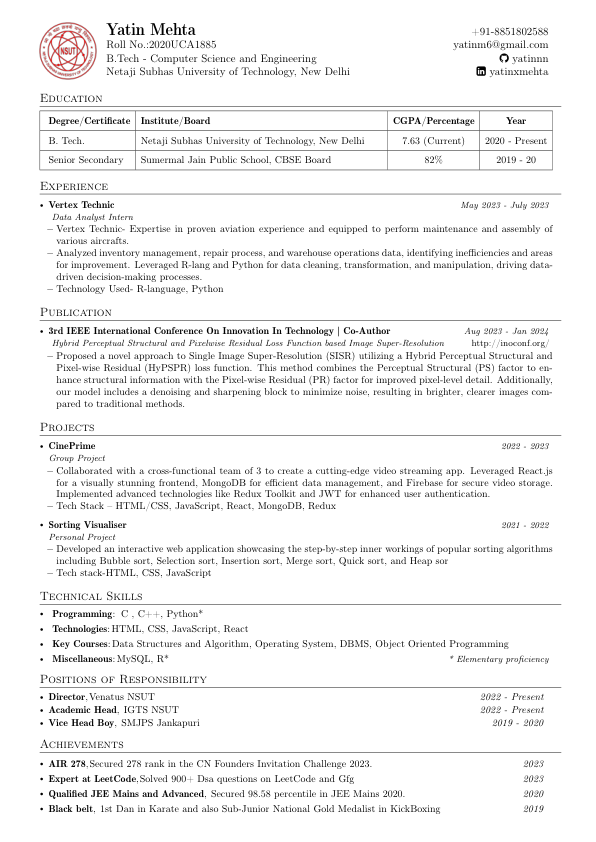 NSUT
Yatin Mehta
Roll No.:2020UCA1885
B.Tech - Computer Science and Engineering
Netaji Subhas University of Technology, New Delhi
+91-8851802588
yatinm6@gmail.com
yatinnn
yatinxmehta
Education
Degree/Certificate Institute/Board CGPA/Percentage Year
B. Tech. Netaji Subhas University of Technology, New Delhi 7.63 (Current) 2020 - Present
Senior Secondary Sumermal Jain Public School, CBSE Board 82% 2019 - 20
Experience
• Vertex Technic May 2023 - July 2023
Data Analyst Intern
– Vertex Technic- Expertise in proven aviation experience and equipped to perform maintenance and assembly of
various aircrafts.
– Analyzed inventory management, repair process, and warehouse operations data, identifying inefficiencies and areas
for improvement. Leveraged R-lang and Python for data cleaning, transformation, and manipulation, driving data-
driven decision-making processes.
– Technology Used- R-language, Python
Publication
• 3rd IEEE International Conference On Innovation In Technology | Co-Author Aug 2023 - Jan 2024
Hybrid Perceptual Structural and Pixelwise Residual Loss Function based Image Super-Resolution http://inoconf.org/
– Proposed a novel approach to Single Image Super-Resolution (SISR) utilizing a Hybrid Perceptual Structural and
Pixel-wise Residual (HyPSPR) loss function. This method combines the Perceptual Structural (PS) factor to en-
hance structural information with the Pixel-wise Residual (PR) factor for improved pixel-level detail. Additionally,
our model includes a denoising and sharpening block to minimize noise, resulting in brighter, clearer images com-
pared to traditional methods.
Projects
• CinePrime 2022 - 2023
Group Project
– Collaborated with a cross-functional team of 3 to create a cutting-edge video streaming app. Leveraged React.js
for a visually stunning frontend, MongoDB for efficient data management, and Firebase for secure video storage.
Implemented advanced technologies like Redux Toolkit and JWT for enhanced user authentication.
– Tech Stack – HTML/CSS, JavaScript, React, MongoDB, Redux
• Sorting Visualiser 2021 - 2022
Personal Project
– Developed an interactive web application showcasing the step-by-step inner workings of popular sorting algorithms
including Bubble sort, Selection sort, Insertion sort, Merge sort, Quick sort, and Heap sor
– Tech stack-HTML, CSS, JavaScript
Technical Skills
• Programming: C , C++, Python*
• Technologies:HTML, CSS, JavaScript, React
• Key Courses:Data Structures and Algorithm, Operating System, DBMS, Object Oriented Programming
• Miscellaneous:MySQL, R* * Elementary proficiency
Positions of Responsibility
• Director,Venatus NSUT 2022 - Present
• Academic Head, IGTS NSUT 2022 - Present
• Vice Head Boy, SMJPS Jankapuri 2019 - 2020
Achievements
• AIR 278,Secured 278 rank in the CN Founders Invitation Challenge 2023. 2023
• Expert at LeetCode,Solved 900+ Dsa questions on LeetCode and Gfg 2023
• Qualified JEE Mains and Advanced, Secured 98.58 percentile in JEE Mains 2020. 2020
• Black belt, 1st Dan in Karate and also Sub-Junior National Gold Medalist in KickBoxing 2019